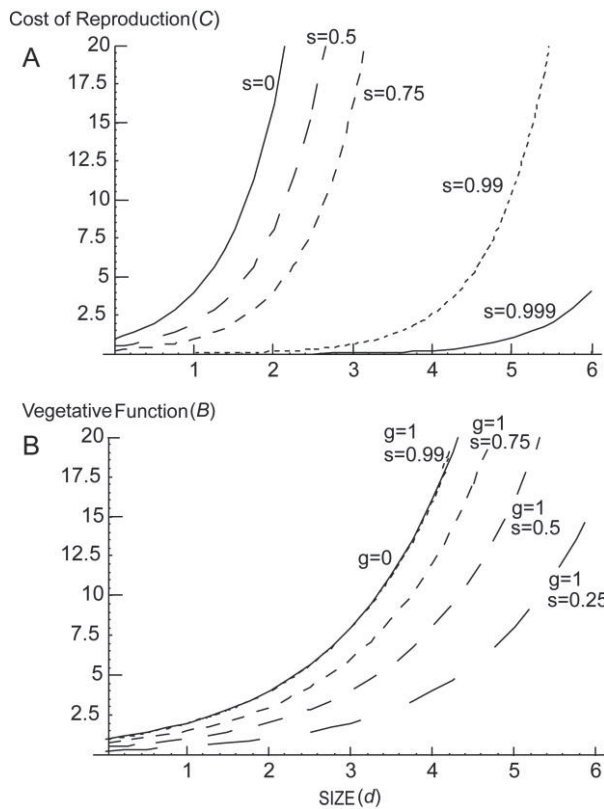 Cost of Reproduction(C)
A
20
17.5
15
12.5
10
7.5
5
2.5
s=0
s=0.5
s=0.75
s=0.99
s=0.999
1 2 3 4 5 6
Vegetative Function(B)
B
20
17.5
15
12.5
10
7.5
5
2.5
g=0
g=1
s=0.99
g=1
s=0.75
g=1
s=0.5
g=1
s=0.25
1 2 3 4 5 6
SIZE(d)